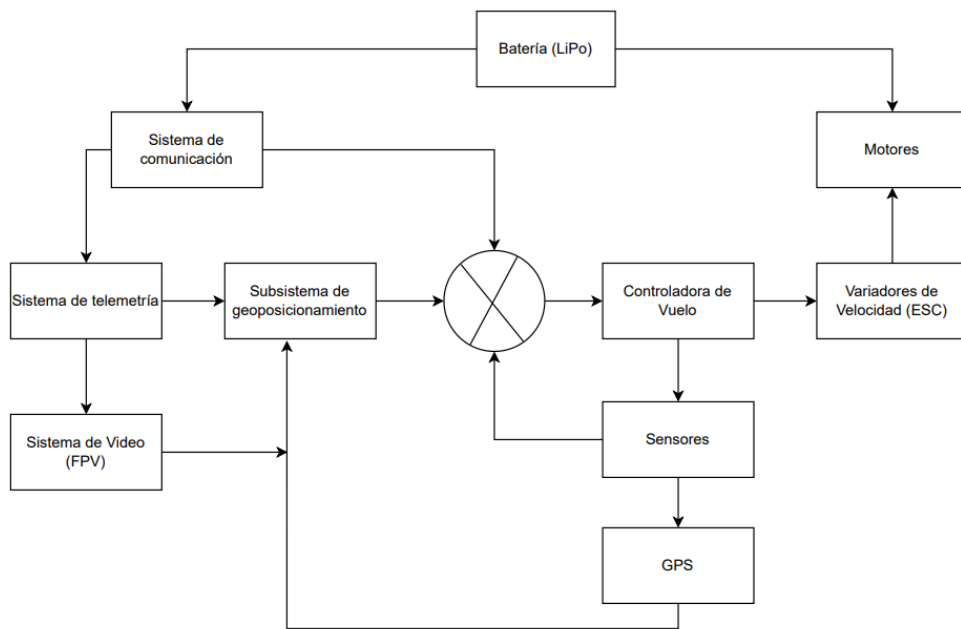 Batería (LiPo)
Sistema de
comunicación
Motores
Sistema de telemetría
Subsistema de
geoposicionamiento
Controladora de
Vuelo
Variadores de
Velocidad (ESC)
Sistema de Video
(FPV)
Sensores
GPS